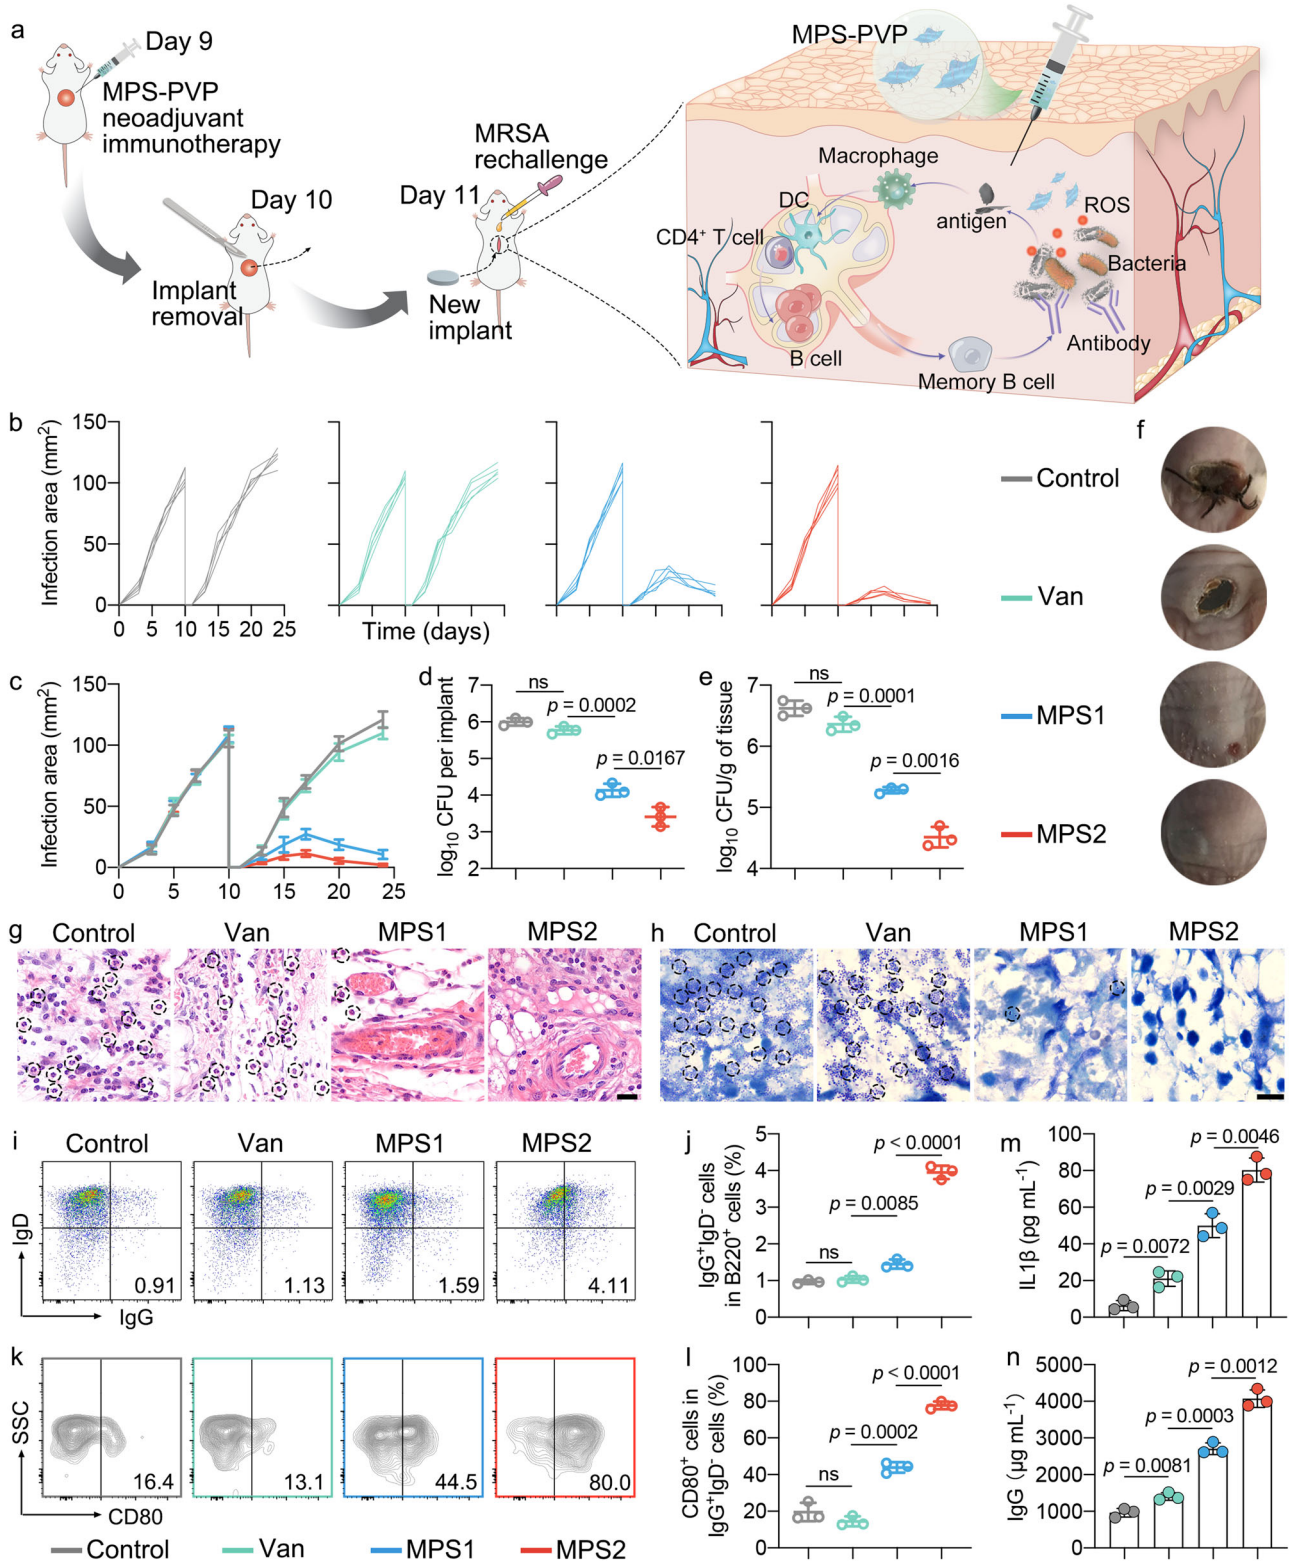 a
Day 9
MPS-PVP
neoadjuvant
immunotherapy
Day 10
Implant
removal
MRSA
rechallenge
Day 11
New
implant
MPS-PVP
Macrophage
DC
antigen
ROS
CD4⁺ T cell
Bacteria
B cell
Antibody
Memory B cell
b
Infection area (mm²)
150
100
50
0
0 5 10 15 20 25
Time (days)
f
Control
Van
MPS1
MPS2
c
Infection area (mm²)
150
100
50
0
0 5 10 15 20 25
d
log₁₀ CFU per implant
7
6
5
4
3
2
ns
p = 0.0002
p = 0.0167
e
log₁₀ CFU/g of tissue
7
6
5
4
ns
p = 0.0001
p = 0.0016
g
Control Van MPS1 MPS2
h
Control Van MPS1 MPS2
i
Control Van MPS1 MPS2
IgD
IgG
0.91 1.13 1.59 4.11
j
IgG⁺IgD⁻ cells
in B220⁺ cells (%)
5
4
3
2
1
0
ns
p = 0.0085
p < 0.0001
m
IL1β (pg mL⁻¹)
100
80
60
40
20
0
p = 0.0072
p = 0.0029
p = 0.0046
k
SSC
CD80
16.4 13.1 44.5 80.0
l
CD80⁺ cells in
IgG⁺IgD⁻ cells (%)
100
80
60
40
20
0
ns
p = 0.0002
p < 0.0001
n
IgG (µg mL⁻¹)
5000
4000
3000
2000
1000
0
p = 0.0081
p = 0.0003
p = 0.0012
Control Van MPS1 MPS2